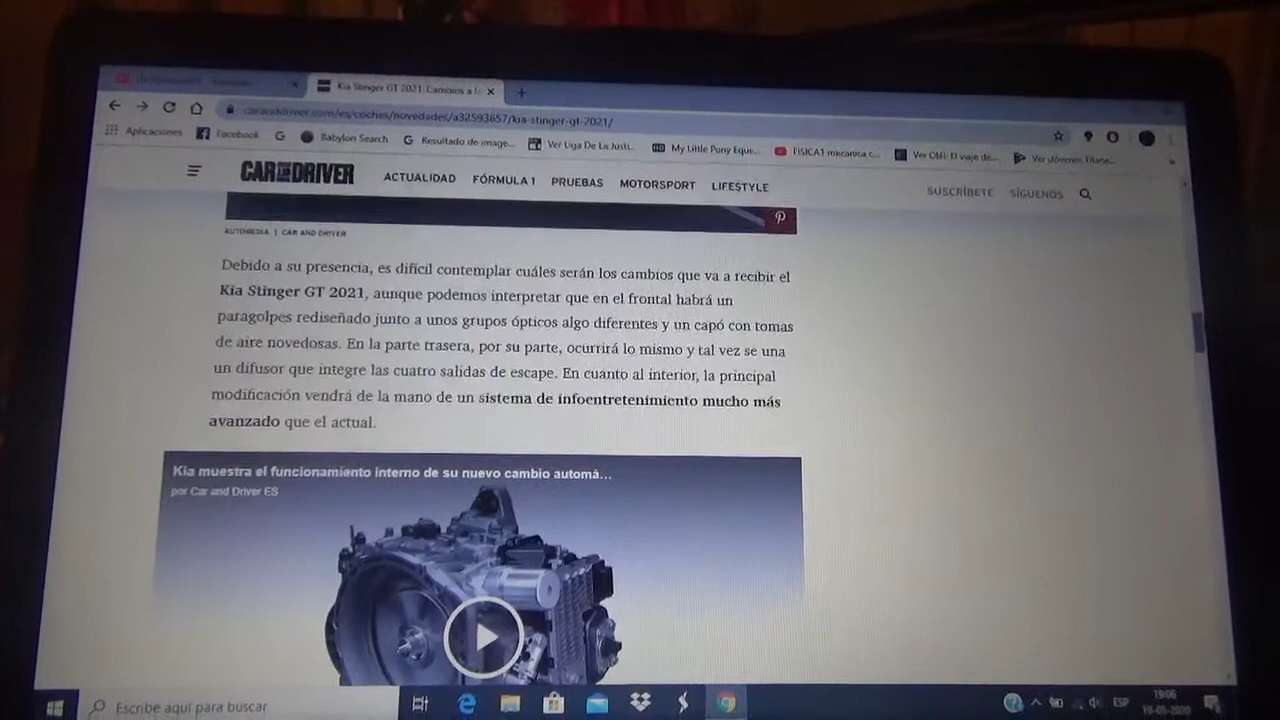 Kia Stinger GT 2021: Cambios a l
caranddriver.com/es/coches/novedades/a32593657/kia-stinger-gt-2021/
Aplicaciones Facebook Babylon Search Resultado de image... Ver Liga De La Justi... My Little Pony Eque... FISICA1 mecanica c... Ver Ver Jóvenes Titane...
CAR AND DRIVER ACTUALIDAD FÓRMULA 1 PRUEBAS MOTORSPORT LIFESTYLE SUSCRÍBETE SÍGUENOS
AUTOMEDIA | CAR AND DRIVER
Debido a su presencia, es difícil contemplar cuáles serán los cambios que va a recibir el
Kia Stinger GT 2021, aunque podemos interpretar que en el frontal habrá un
paragolpes rediseñado junto a unos grupos ópticos algo diferentes y un capó con tomas
de aire novedosas. En la parte trasera, por su parte, ocurrirá lo mismo y tal vez se una
un difusor que integre las cuatro salidas de escape. En cuanto al interior, la principal
modificación vendrá de la mano de un sistema de infoentretenimiento mucho más
avanzado que el actual.
Kia muestra el funcionamiento interno de su nuevo cambio automá...
por Car and Driver ES
Escribe aquí para buscar
ESP
19:06
19-05-2020